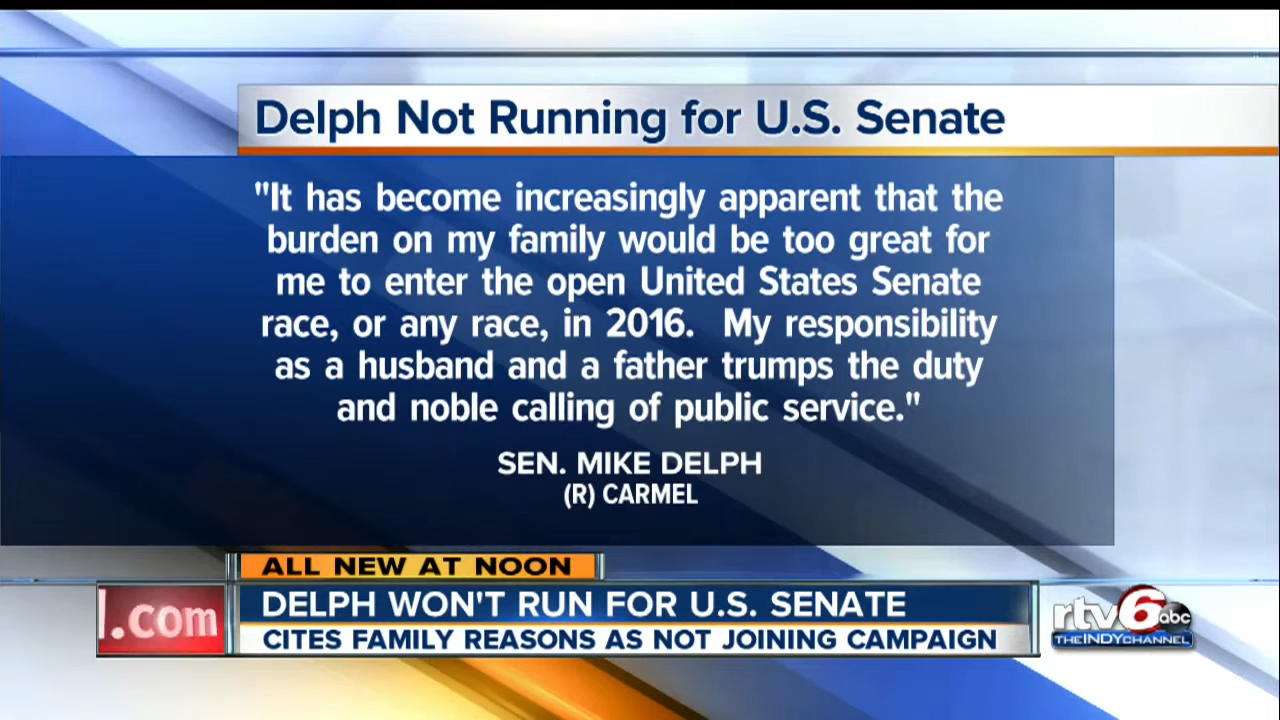 Delph Not Running for U.S. Senate
"It has become increasingly apparent that the
burden on my family would be too great for
me to enter the open United States Senate
race, or any race, in 2016.  My responsibility
as a husband and a father trumps the duty
and noble calling of public service."
SEN. MIKE DELPH
(R) CARMEL
ALL NEW AT NOON
DELPH WON'T RUN FOR U.S. SENATE
CITES FAMILY REASONS AS NOT JOINING CAMPAIGN
.com
rtv6 abc
THEINDYCHANNEL